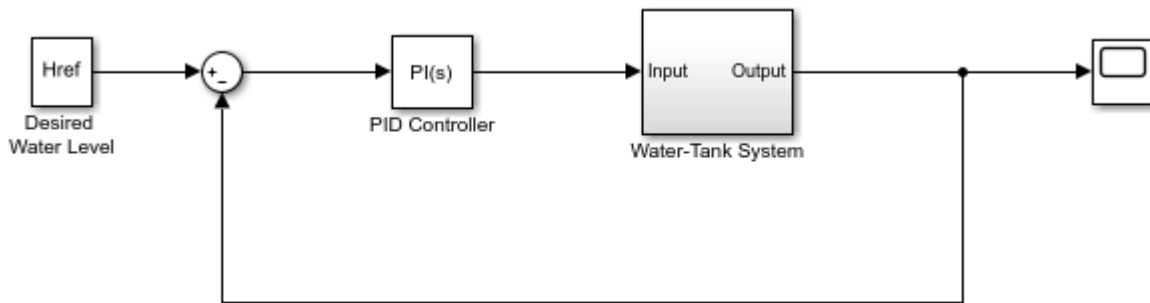 Href
+
−
PI(s)
Input
Output
Desired
Water Level
PID Controller
Water-Tank System